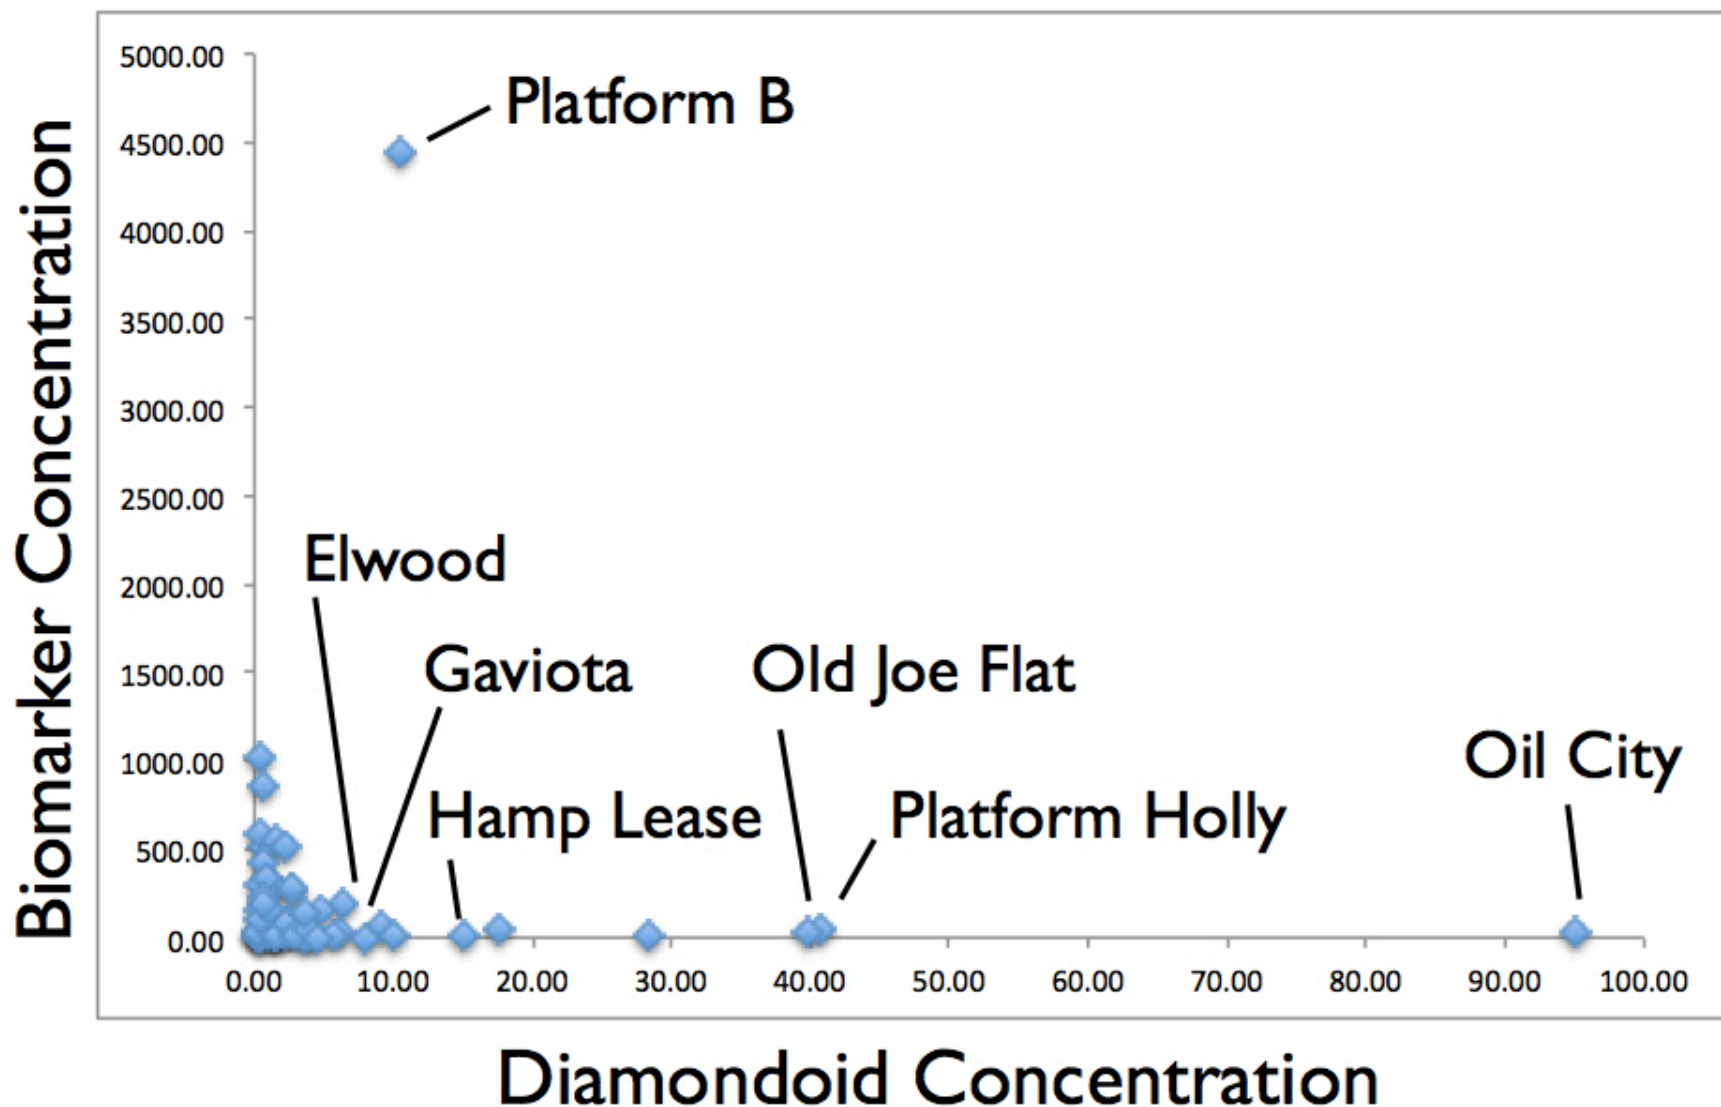 Biomarker Concentration
5000.00
4500.00
4000.00
3500.00
3000.00
2500.00
2000.00
1500.00
1000.00
500.00
0.00
Platform B
Elwood
Gaviota
Old Joe Flat
Oil City
Hamp Lease
Platform Holly
0.00 10.00 20.00 30.00 40.00 50.00 60.00 70.00 80.00 90.00 100.00
Diamondoid Concentration